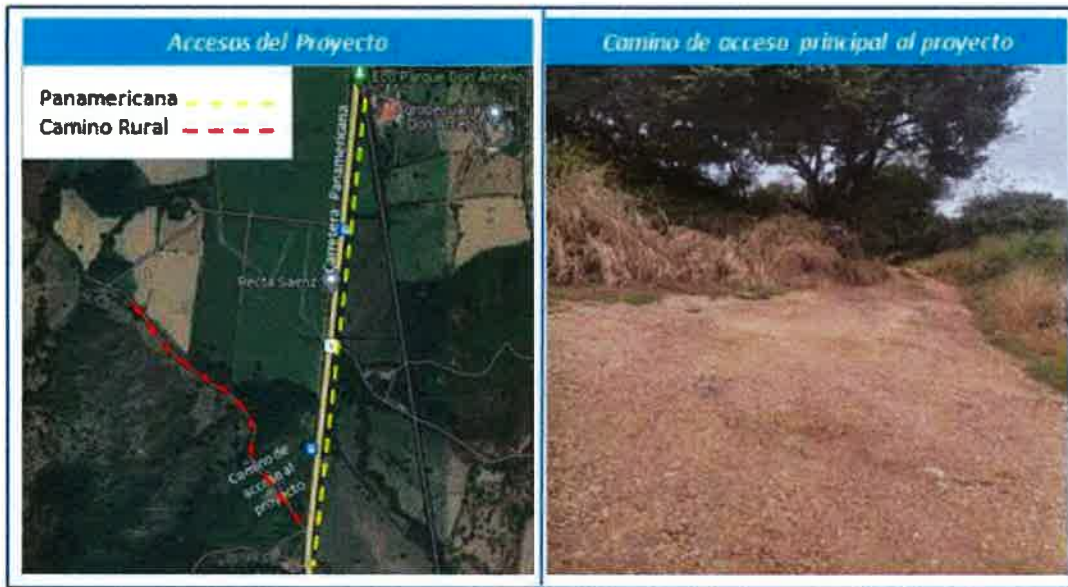 Accesos del Proyecto
Panamericana
Camino Rural
Carretera Panamericana
Recta Saenz
Camino de
acceso al
proyecto
Camino de acceso principal al proyecto